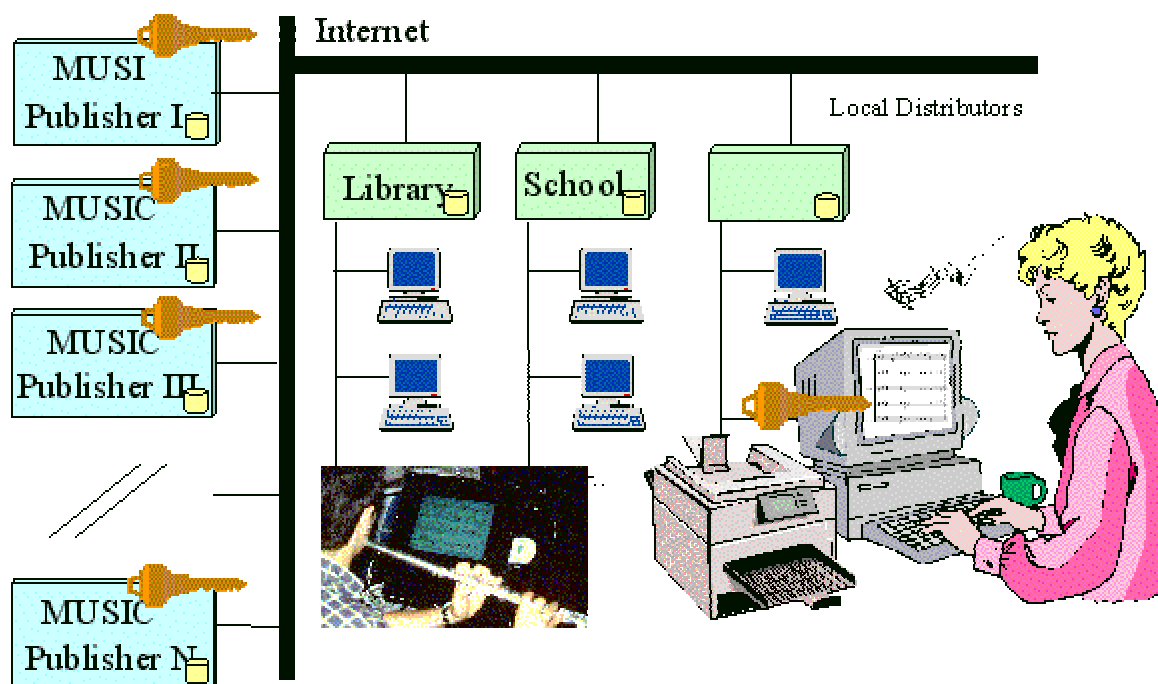 Internet
MUSI
Publisher I
MUSIC
Publisher II
MUSIC
Publisher III
MUSIC
Publisher N
Local Distributors
Library
School